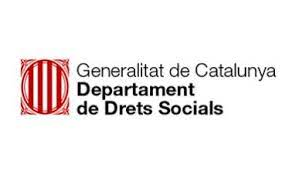 Generalitat de Catalunya
Departament
de Drets Socials